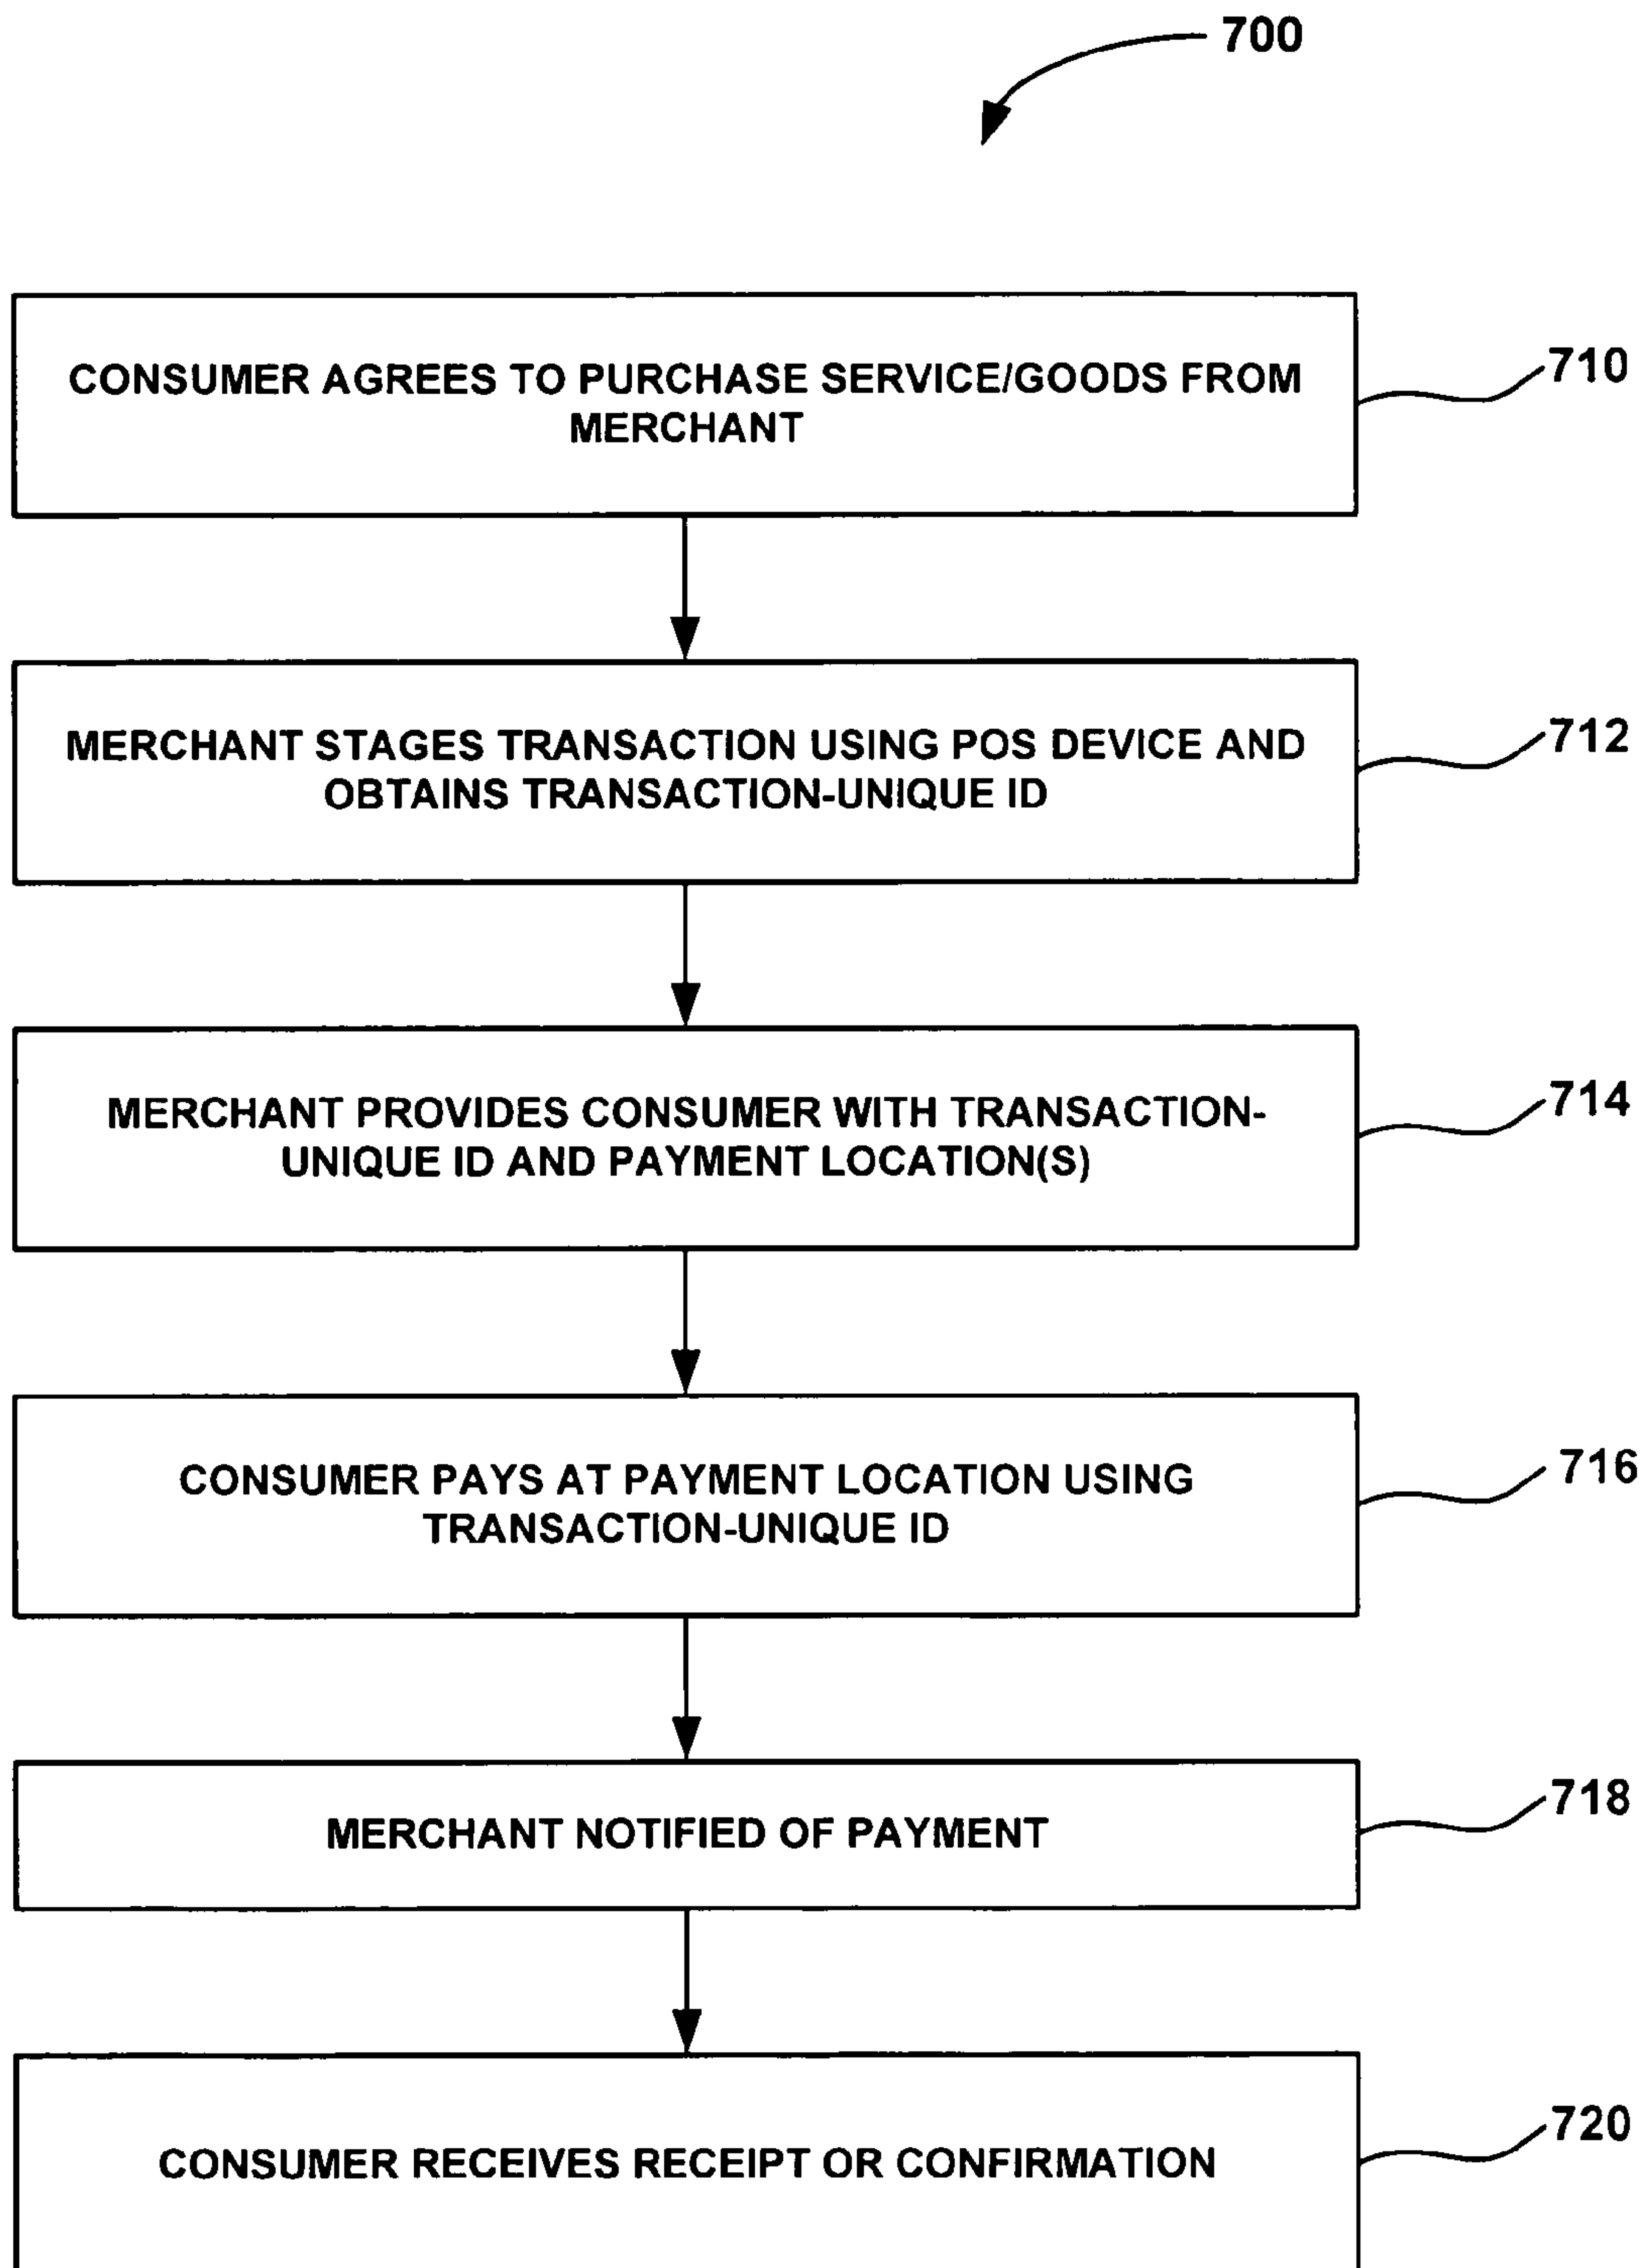 700
CONSUMER AGREES TO PURCHASE SERVICE/GOODS FROM
MERCHANT
710
MERCHANT STAGES TRANSACTION USING POS DEVICE AND
OBTAINS TRANSACTION-UNIQUE ID
712
MERCHANT PROVIDES CONSUMER WITH TRANSACTION-
UNIQUE ID AND PAYMENT LOCATION(S)
714
CONSUMER PAYS AT PAYMENT LOCATION USING
TRANSACTION-UNIQUE ID
716
MERCHANT NOTIFIED OF PAYMENT
718
CONSUMER RECEIVES RECEIPT OR CONFIRMATION
720